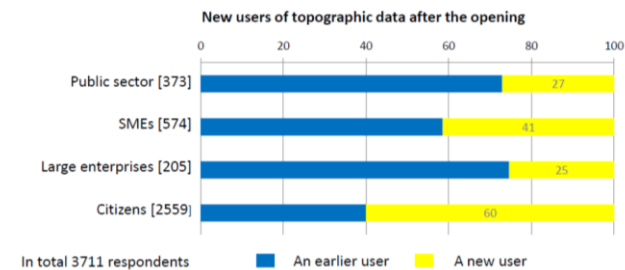 New users of topographic data after the opening
0 20 40 60 80 100
Public sector [373] 27
SMEs [574] 41
Large enterprises [205] 25
Citizens [2559] 60
In total 3711 respondents An earlier user A new user